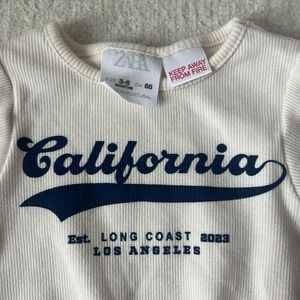 ZARA
KEEP AWAY
FROM FIRE
3-6 68
California
Est. LONG COAST 2023
LOS ANGELES